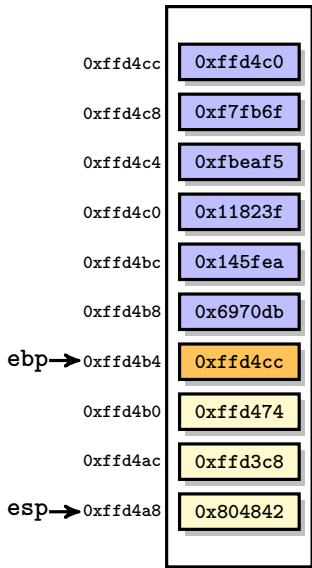 0xffd4cc 0xffd4c0
0xffd4c8 0xf7fb6f
0xffd4c4 0xfbeaf5
0xffd4c0 0x11823f
0xffd4bc 0x145fea
0xffd4b8 0x6970db
ebp 0xffd4b4 0xffd4cc
0xffd4b0 0xffd474
0xffd4ac 0xffd3c8
esp 0xffd4a8 0x804842